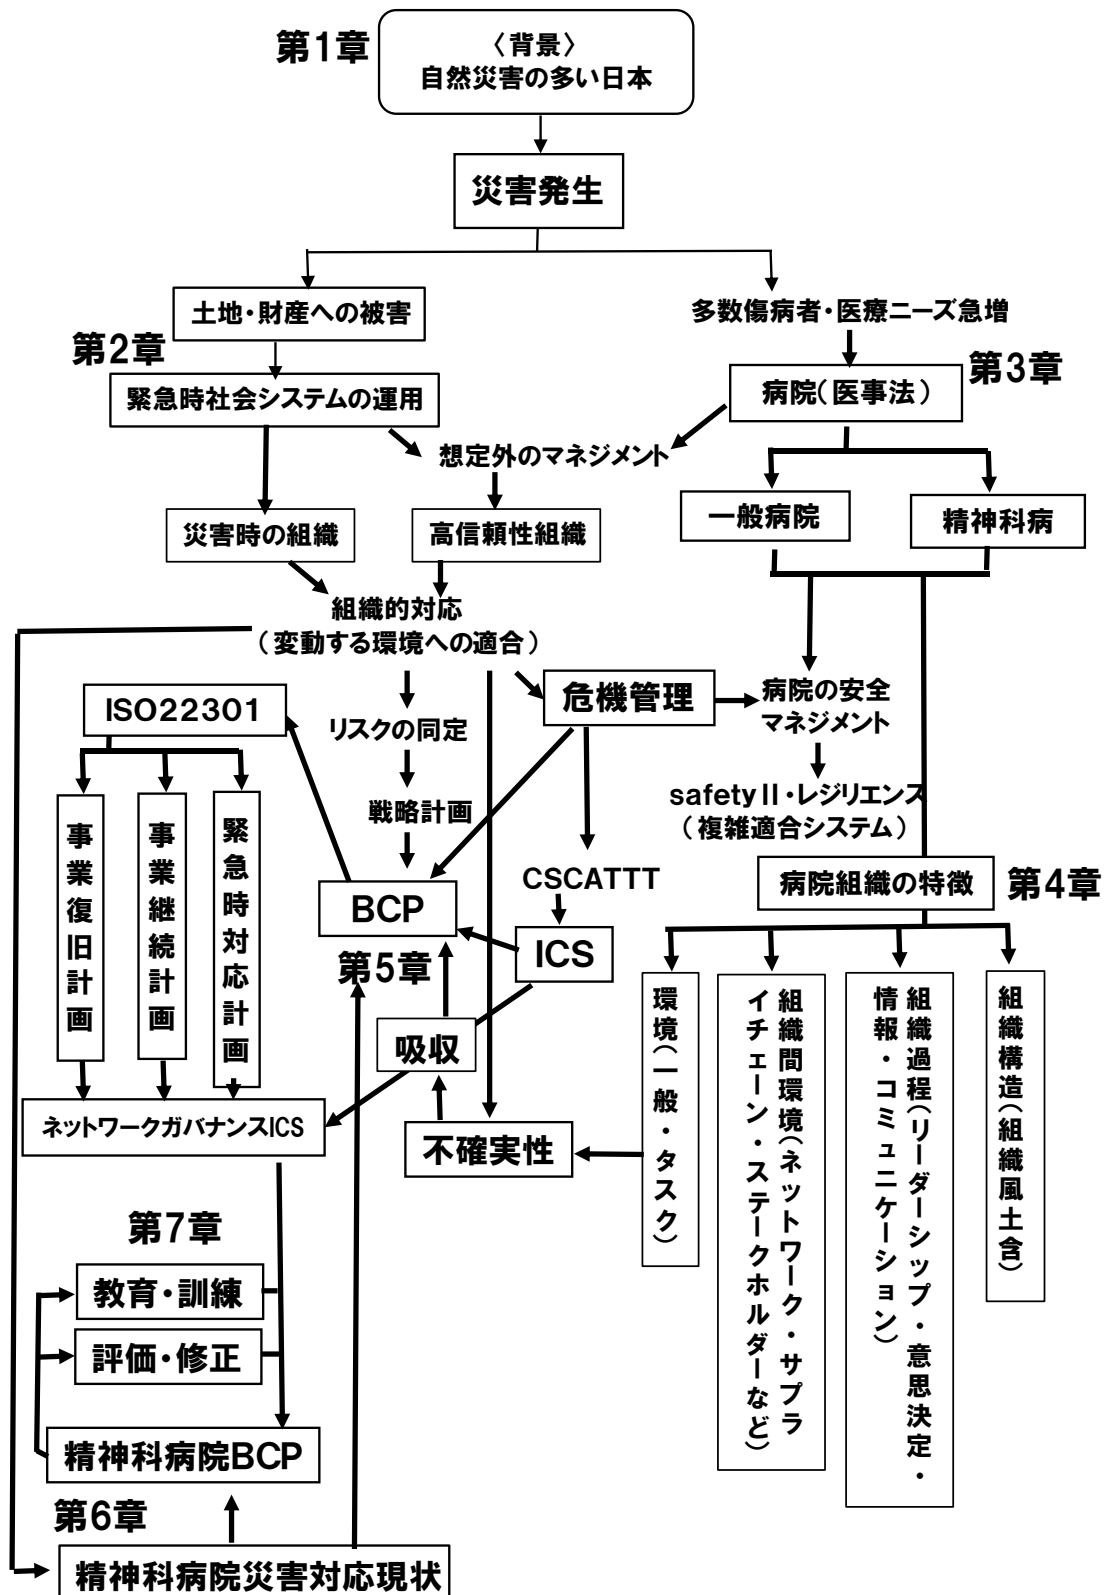 第1章
〈背景〉
自然災害の多い日本
災害発生
土地・財産への被害
多数傷病者・医療ニーズ急増
第2章
第3章
緊急時社会システムの運用
病院（医事法）
想定外のマネジメント
一般病院
精神科病
災害時の組織
高信頼性組織
組織的対応
（変動する環境への適合）
危機管理
病院の安全
マネジメント
ISO22301
リスクの同定
safetyⅡ・レジリエンス
（複雑適合システム）
戦略計画
事業復旧計画
事業継続計画
緊急時対応計画
CSCATTT
病院組織の特徴
第4章
BCP
ICS
第5章
環境（一般・タスク）
組織間環境（ネットワーク・サプラ
イチェーン・ステークホルダーなど）
組織過程（リーダーシップ・意思決定・
情報・コミュニケーション）
組織構造（組織風土含）
吸収
ネットワークガバナンスICS
不確実性
第7章
教育・訓練
評価・修正
精神科病院BCP
第6章
精神科病院災害対応現状